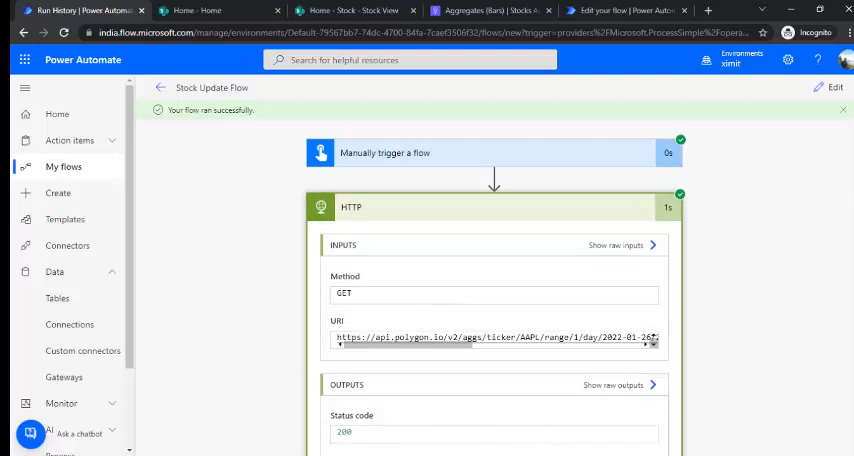 Run History | Power Automate
Home - Home
Home - Stock - Stock View
Aggregates (Bars) | Stocks A
Edit your flow | Power Autom
india.flow.microsoft.com/manage/environments/Default-79567bb7-74dc-4700-84fa-7caef3506f32/flows/new?trigger=providers%2FMicrosoft.ProcessSimple%2Fopera...
Incognito
Power Automate
Search for helpful resources
Environments
ximit
Stock Update Flow
Edit
Your flow ran successfully.
Home
Action items
My flows
Create
Templates
Connectors
Data
Tables
Connections
Custom connectors
Gateways
Monitor
AI
Ask a chatbot
Manually trigger a flow
0s
HTTP
1s
INPUTS
Show raw inputs
Method
GET
URI
https://api.polygon.io/v2/aggs/ticker/AAPL/range/1/day/2022-01-26/
OUTPUTS
Show raw outputs
Status code
200